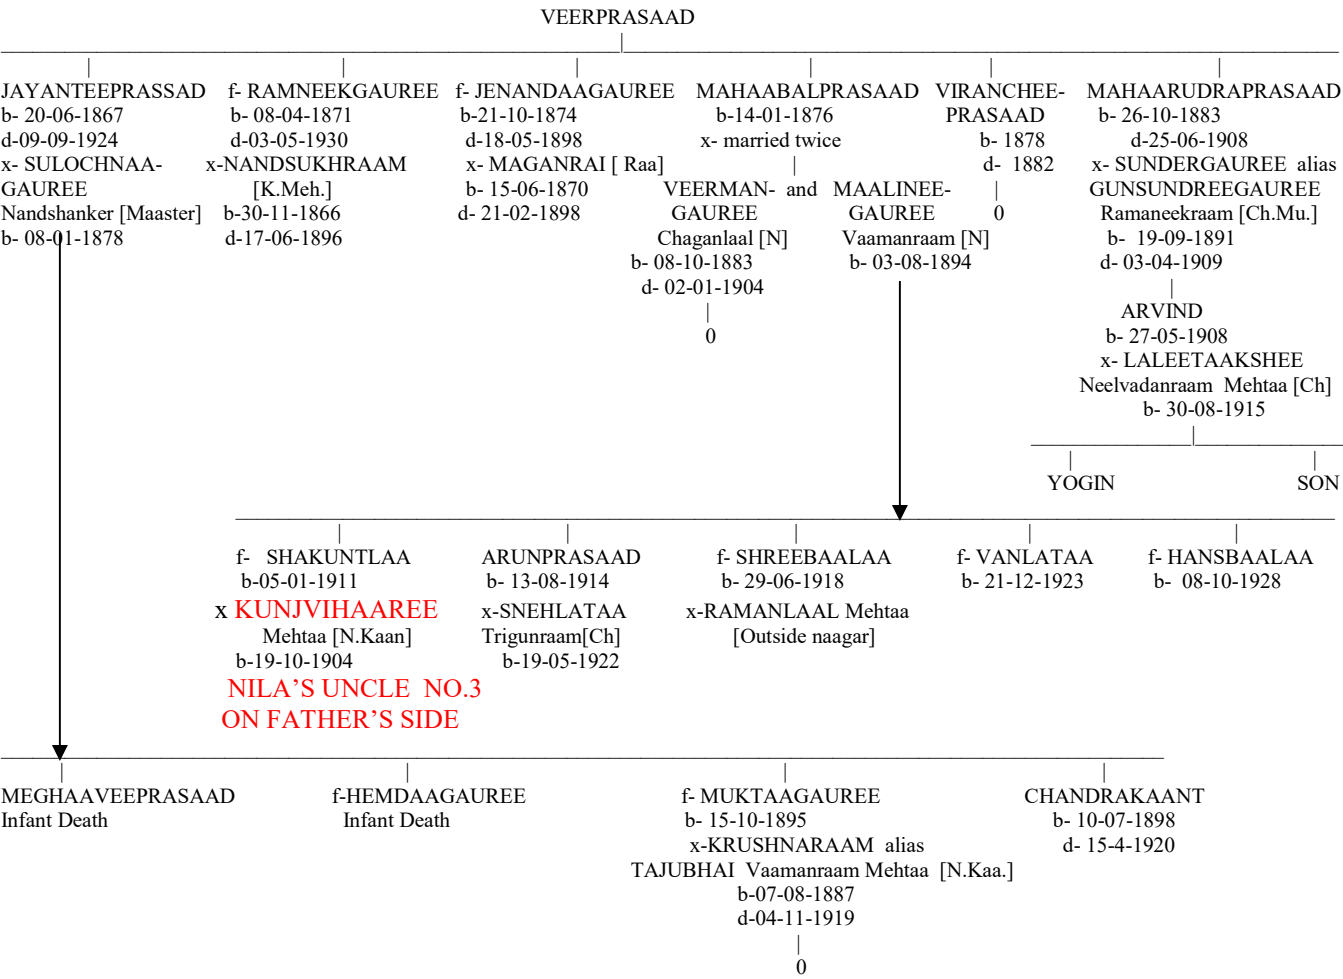 VEERPRASAAD
JAYANTEEPRASSAD
b- 20-06-1867
d-09-09-1924
x- SULOCHNAA-
GAUREE
Nandshanker [Maaster]
b- 08-01-1878
f- RAMNEEKGAUREE
b- 08-04-1871
d-03-05-1930
x-NANDSUKHRAAM
[K.Meh.]
b-30-11-1866
d-17-06-1896
f- JENANDAAGAUREE
b-21-10-1874
d-18-05-1898
x- MAGANRAI [ Raa]
b- 15-06-1870
d- 21-02-1898
MAHAABALPRASAAD
b-14-01-1876
x- married twice
VEERMAN- and MAALINEE-
GAUREE GAUREE
Chaganlaal [N] Vaamanraam [N]
b- 08-10-1883 b- 03-08-1894
d- 02-01-1904
0
VIRANCHEE-
PRASAAD
b- 1878
d- 1882
0
MAHAARUDRAPRASAAD
b- 26-10-1883
d-25-06-1908
x- SUNDERGAUREE alias
GUNSUNDREEGAUREE
Ramaneekraam [Ch.Mu.]
b- 19-09-1891
d- 03-04-1909
ARVIND
b- 27-05-1908
x- LALEETAAKSHEE
Neelvadanraam Mehtaa [Ch]
b- 30-08-1915
YOGIN SON
f- SHAKUNTLAA
b-05-01-1911
x KUNJVIHAAREE
Mehtaa [N.Kaan]
b-19-10-1904
NILA'S UNCLE NO.3
ON FATHER'S SIDE
ARUNPRASAAD
b- 13-08-1914
x-SNEHLATAA
Trigunraam[Ch]
b-19-05-1922
f- SHREEBAALAA
b- 29-06-1918
x-RAMANLAAL Mehtaa
[Outside naagar]
f- VANLATAA
b- 21-12-1923
f- HANSBAALAA
b- 08-10-1928
MEGHAAVEEPRASAAD
Infant Death
f-HEMDAAGAUREE
Infant Death
f- MUKTAAGAUREE
b- 15-10-1895
x-KRUSHNARAAM alias
TAJUBHAI Vaamanraam Mehtaa [N.Kaa.]
b-07-08-1887
d-04-11-1919
0
CHANDRAKAANT
b- 10-07-1898
d- 15-4-1920